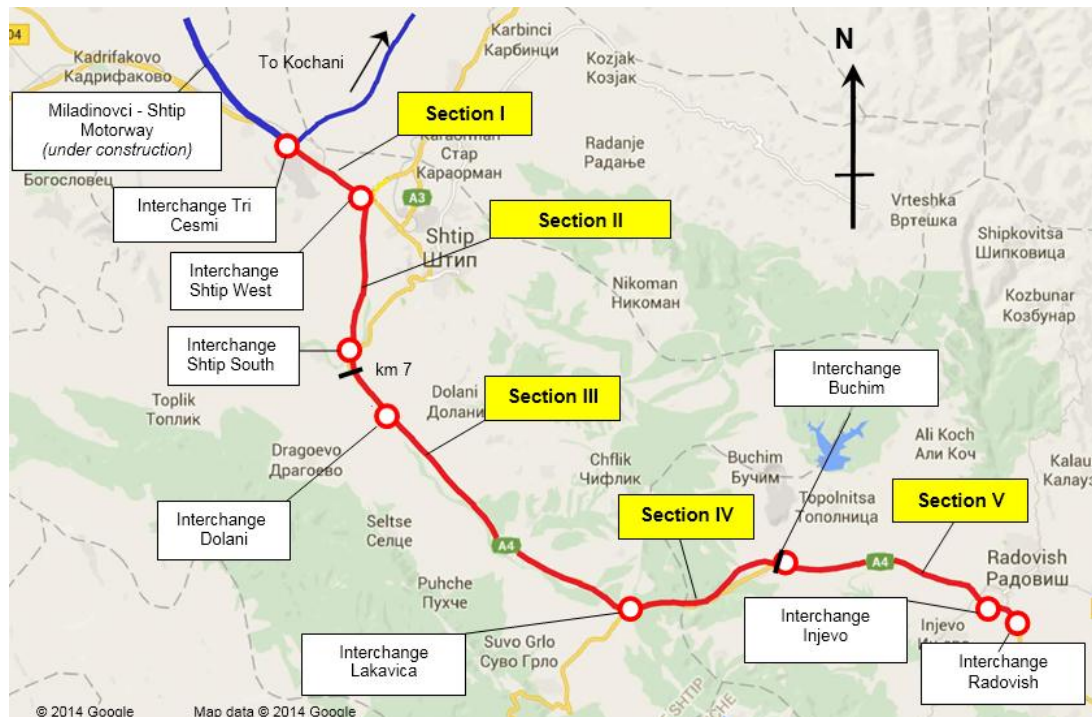 04
Karbinci
Карбинци
Kadrifakovo
Кадрифаково
To Kochani
Kozjak
Козјак
N
Miladinovci - Shtip
Motorway
(under construction)
Section I
Karaorman
Стар
Караорман
Radanje
Радање
Богословец
A3
Interchange Tri
Cesmi
Section II
Vrteshka
Вртешка
Shtip
Штип
Shipkovitsa
Шипковица
Interchange
Shtip West
Nikoman
Никоман
Kozbunar
Козбунар
Interchange
Shtip South
km 7
Interchange
Buchim
Toplik
Топлик
Dolani
Долани
Section III
Dragoevo
Драгоево
Ali Koch
Али Коч
Chflik
Чифлик
Buchim
Бучим
Kalau
Калауз
Interchange
Dolani
Seltse
Селце
Section IV
Topolnitsa
Тополница
Section V
A4
A4
Radovish
Радовиш
Puhche
Пухче
Suvo Grlo
Суво Грло
Interchange
Lakavica
Interchange
Injevo
Injevo
Interchange
Radovish
SHTIP
© 2014 Google
Map data © 2014 Google